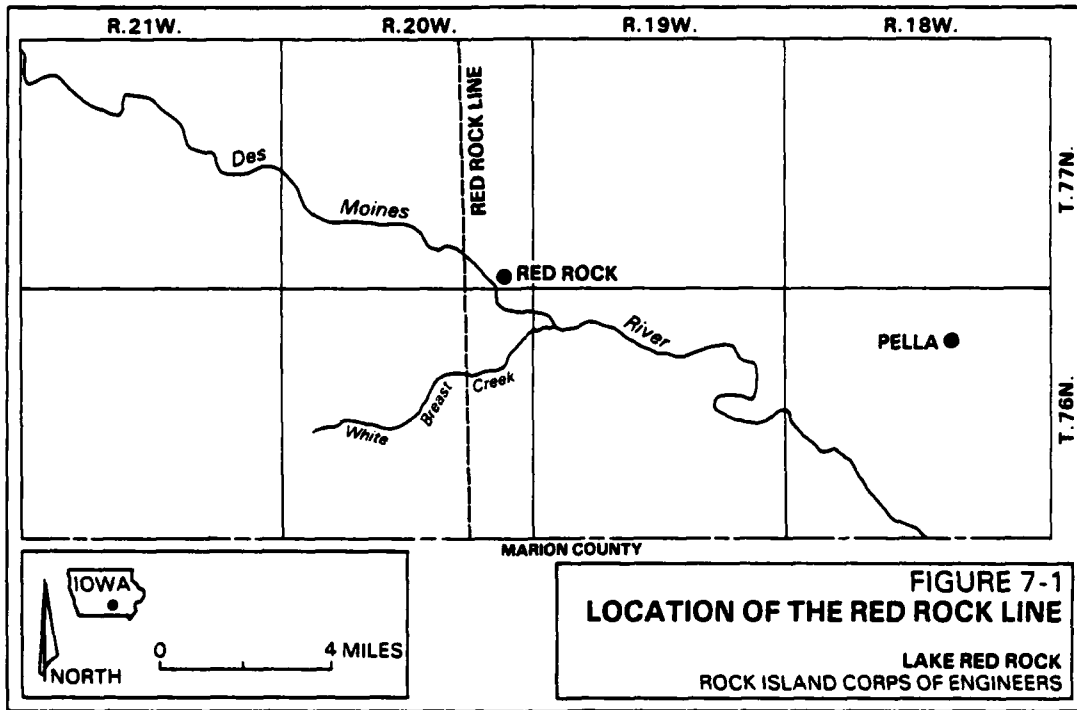 R.21W. R.20W. R.19W. R.18W.
RED ROCK LINE
Des
Moines
T.77N.
RED ROCK
River
PELLA
Creek
Breast
White
T.76N.
MARION COUNTY
IOWA
0 4 MILES
NORTH
FIGURE 7-1
LOCATION OF THE RED ROCK LINE
LAKE RED ROCK
ROCK ISLAND CORPS OF ENGINEERS